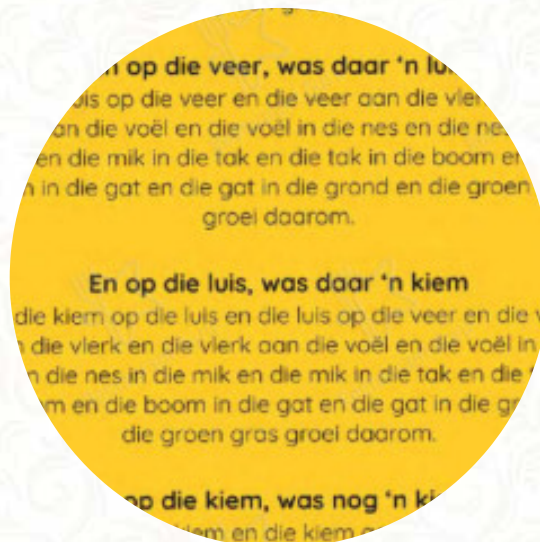 op die veer, was daar ‘n
op die veer en die veer aan die
die voël en die voël in die nes en die
en die mik in die tak en die tak in die boom
in die gat en die gat in die grond en die groen
groei daarom.
En op die luis, was daar ‘n kiem
die kiem op die luis en die luis op die veer en die
die vlerk en die vlerk aan die voël en die voël in
die nes in die mik en die mik in die tak en die
en die boom in die gat en die gat in die
die groen gras groei daarom.
op die kiem, was nog ‘n
en die kiem